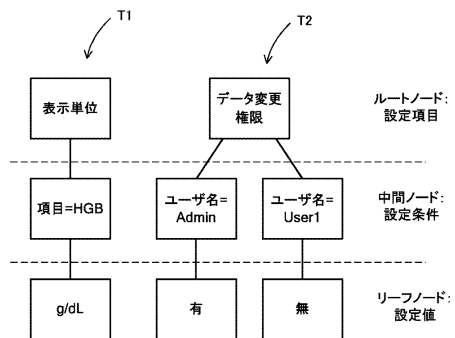 T1
T2
表示単位
データ変更
権限
ルートノード:
設定項目
項目=HGB
ユーザ名=
Admin
ユーザ名=
User1
中間ノード:
設定条件
g/dL
有
無
リーフノード:
設定値